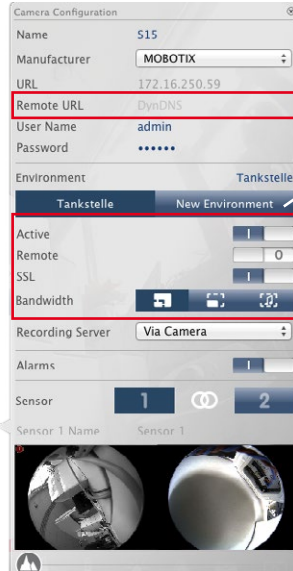 Camera Configuration
Name S15
Manufacturer MOBOTIX
URL 172.16.250.59
Remote URL DynDNS
User Name admin
Password ••••••
Environment Tankstelle
Tankstelle New Environment
Active I
Remote O
SSL I
Bandwidth
Recording Server Via Camera
Alarms I
Sensor 1 2
Sensor 1 Name Sensor 1